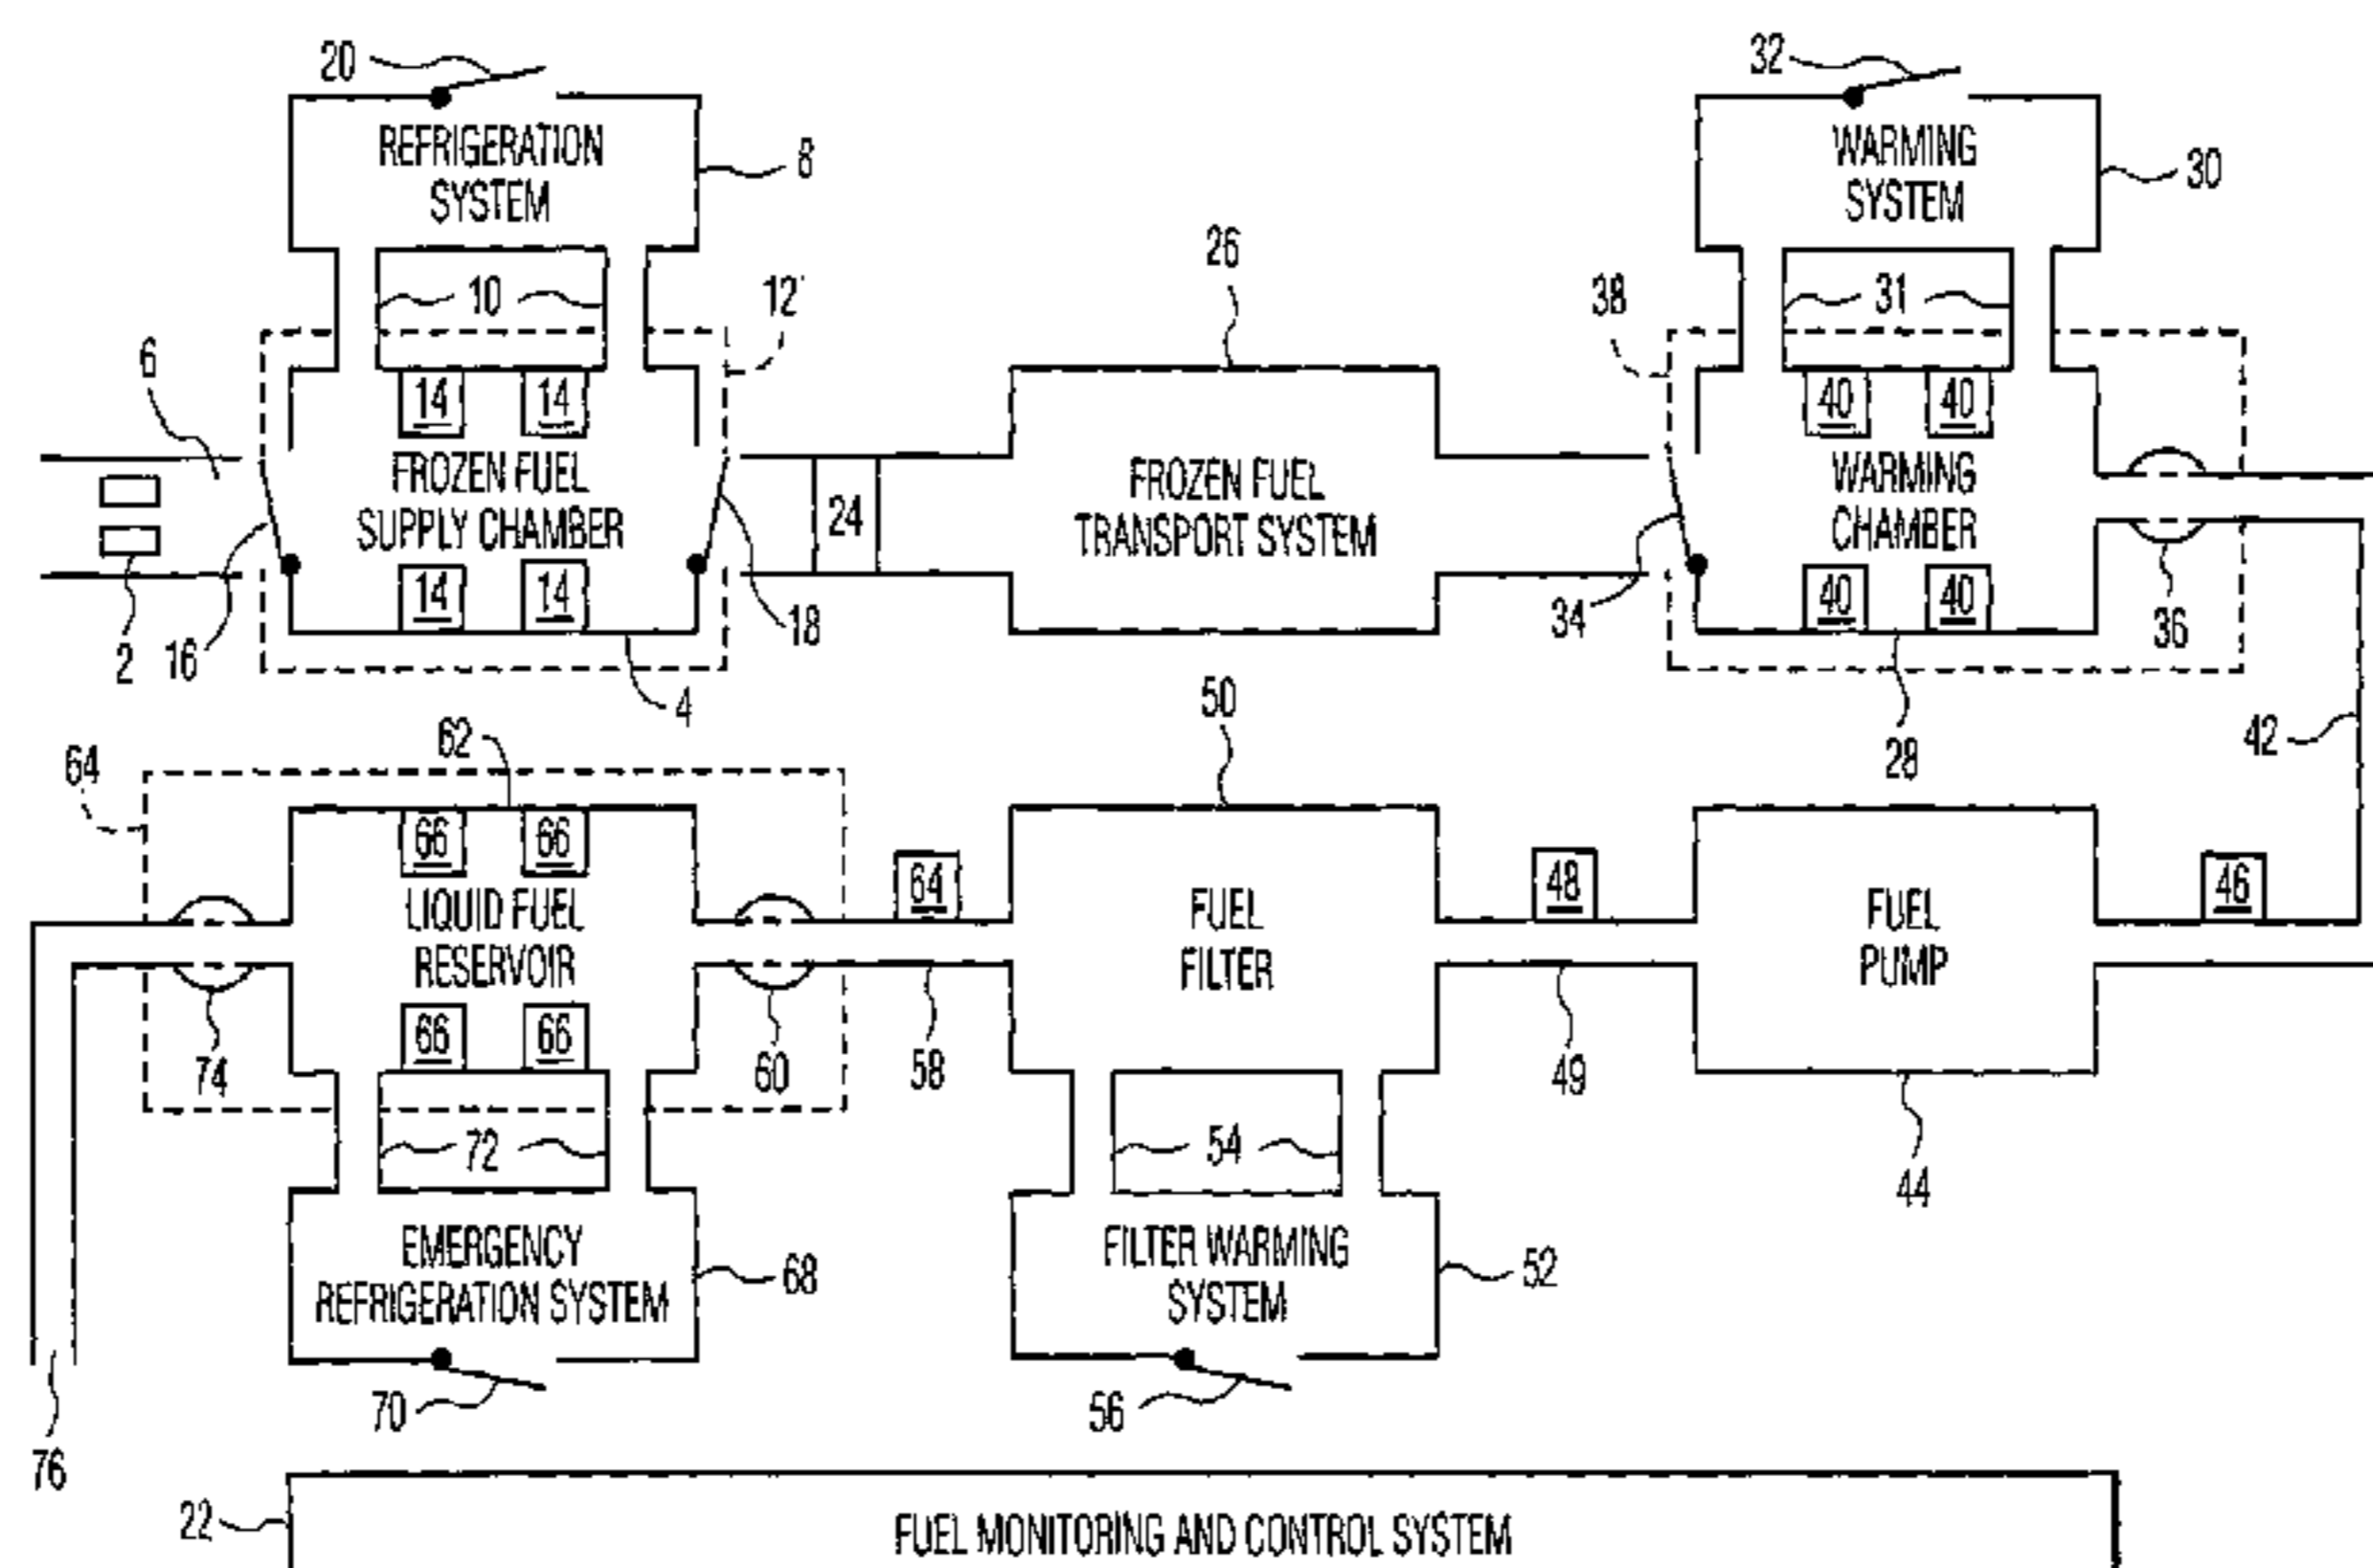 20
32
REFRIGERATION
SYSTEM
8
WARMING
SYSTEM
30
26
10
12
38
31
6
14 14
40 40
FROZEN FUEL
SUPPLY CHAMBER
24
FROZEN FUEL
TRANSPORT SYSTEM
WARMING
CHAMBER
14 14
40 40
2
16
18
34
36
4
28
42
50
62
64
66 66
64
48
46
LIQUID FUEL
RESERVOIR
FUEL
FILTER
FUEL
PUMP
66 66
74
60
58
49
72
54
44
EMERGENCY
REFRIGERATION SYSTEM
68
FILTER WARMING
SYSTEM
52
70
56
76
22
FUEL MONITORING AND CONTROL SYSTEM